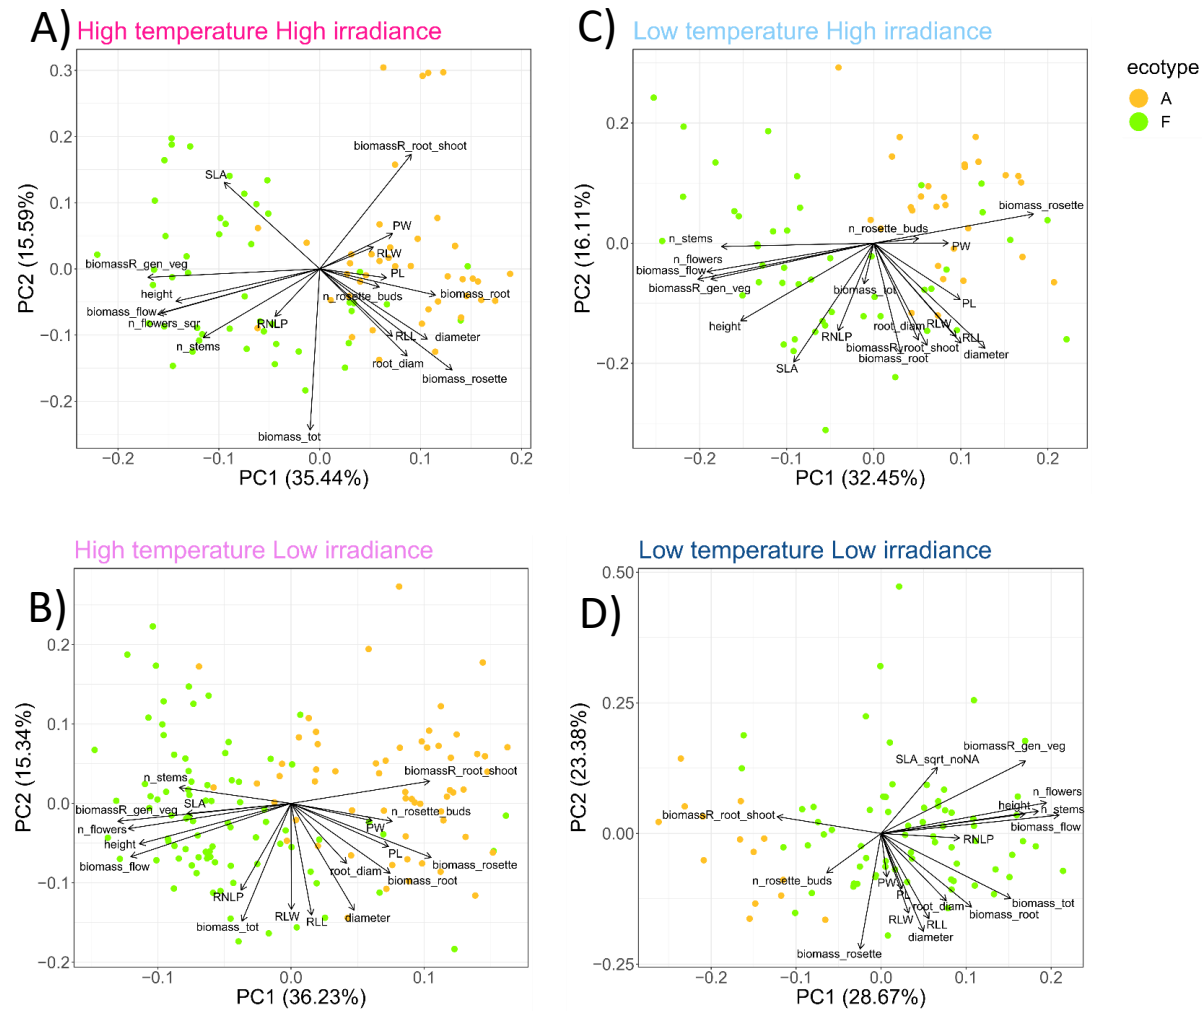 A)
High temperature High irradiance
PC2 (15.59%)
0.3
0.2
0.1
0.0
−0.1
−0.2
biomassR_root_shoot
SLA
PW
RLW
PL
biomassR_gen_veg
height
biomass_flow
n_flowers_sqr
n_stems
RNLP
n_rosette_buds
biomass_root
RLL
diameter
root_diam
biomass_rosette
biomass_tot
−0.2
−0.1
0.0
0.1
0.2
PC1 (35.44%)
C)
Low temperature High irradiance
PC2 (16.11%)
0.2
0.0
−0.2
biomass_rosette
n_rosette_buds
n_stems
PW
n_flowers
biomass_flow
biomassR_gen_veg
biomass_tot
PL
height
RNLP
root_diam
RLW
RLL
biomassR_root_shoot
diameter
biomass_root
SLA
−0.2
−0.1
0.0
0.1
0.2
PC1 (32.45%)
ecotype
A
F
High temperature Low irradiance
B)
PC2 (15.34%)
0.2
0.1
0.0
−0.1
−0.2
n_stems
biomassR_root_shoot
SLA
biomassR_gen_veg
n_rosette_buds
n_flowers
PW
height
PL
biomass_flow
biomass_rosette
root_diam
biomass_root
RNLP
RLW
RLL
diameter
biomass_tot
−0.1
0.0
0.1
PC1 (36.23%)
Low temperature Low irradiance
D)
PC2 (23.38%)
0.50
0.25
0.00
−0.25
biomassR_gen_veg
SLA_sqrt_noNA
n_flowers
height
n_stems
biomassR_root_shoot
biomass_flow
RNLP
n_rosette_buds
PW
PL
biomass_tot
root_diam
biomass_root
RLW
RLL
diameter
biomass_rosette
−0.2
−0.1
0.0
0.1
0.2
PC1 (28.67%)